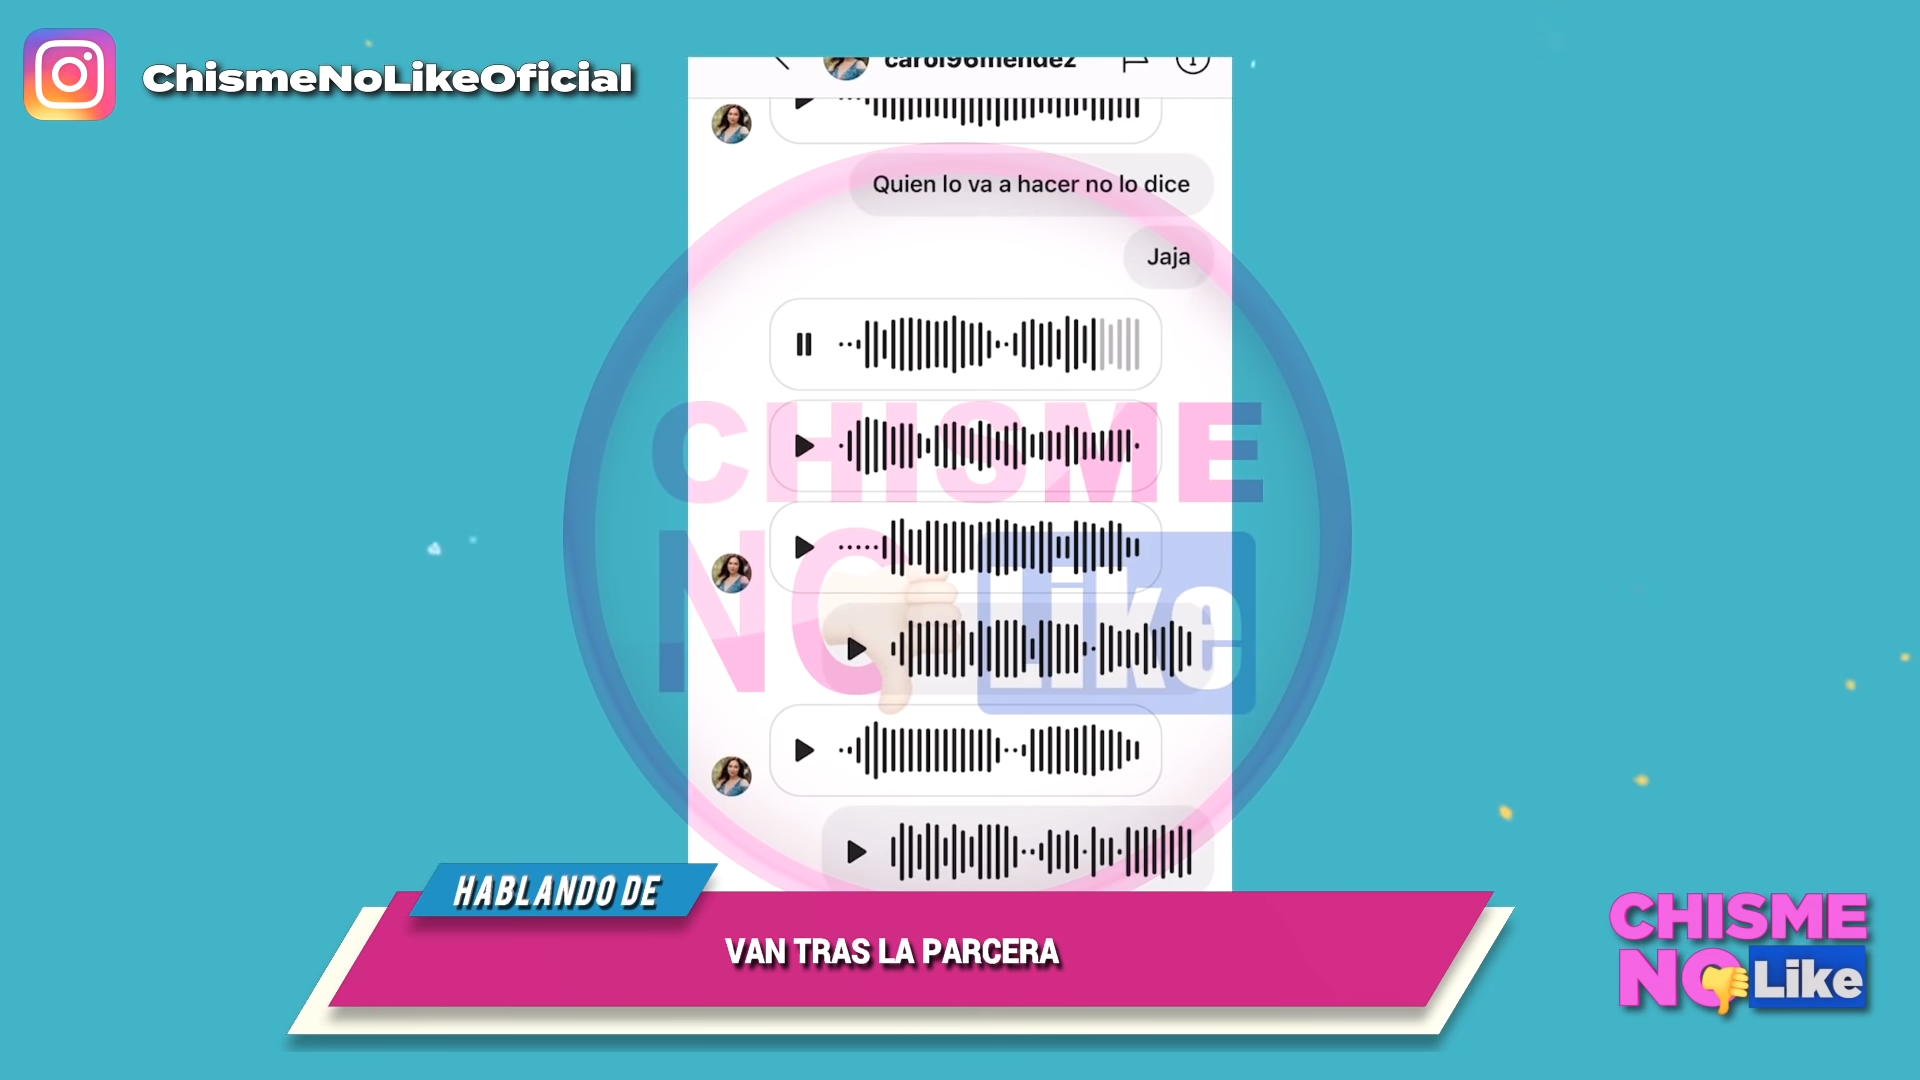 ChismeNoLikeOficial
carol96mendez
Quien lo va a hacer no lo dice
Jaja
CHISME
NO Like
HABLANDO DE
VAN TRAS LA PARCERA
CHISME
NO Like